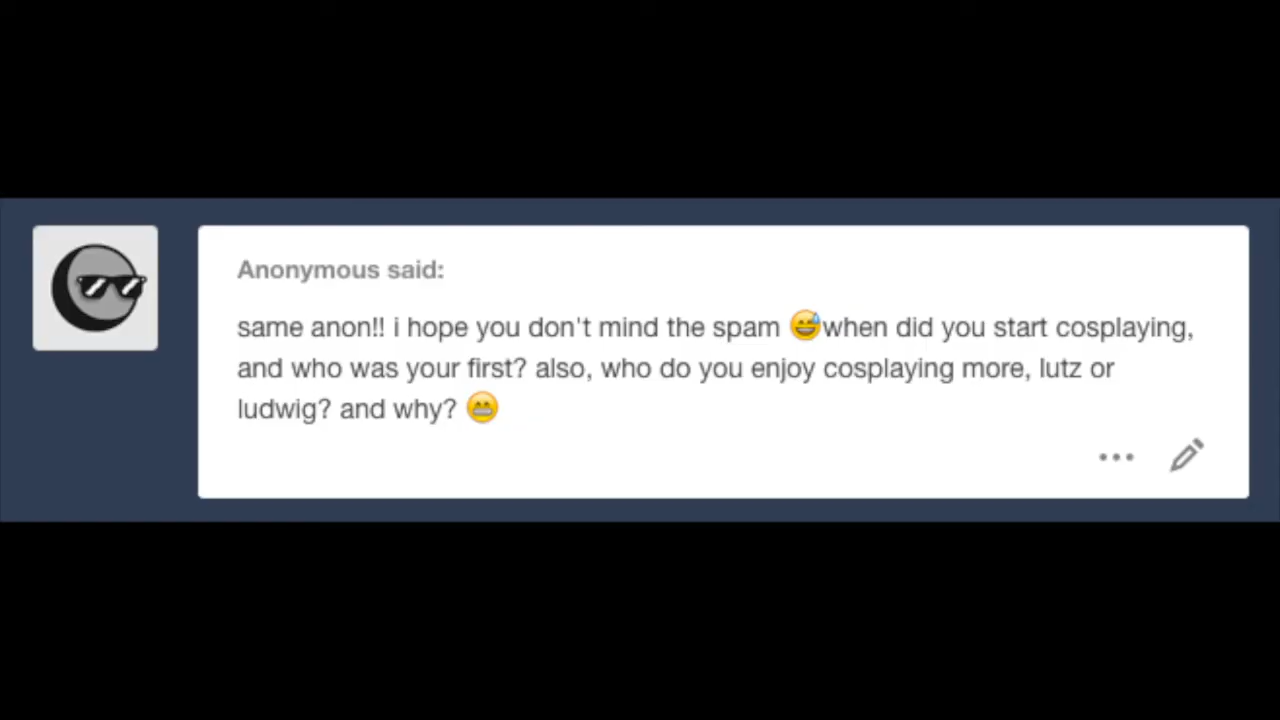 Anonymous said:
same anon!! i hope you don't mind the spam 😅when did you start cosplaying,
and who was your first? also, who do you enjoy cosplaying more, lutz or
ludwig? and why? 😁